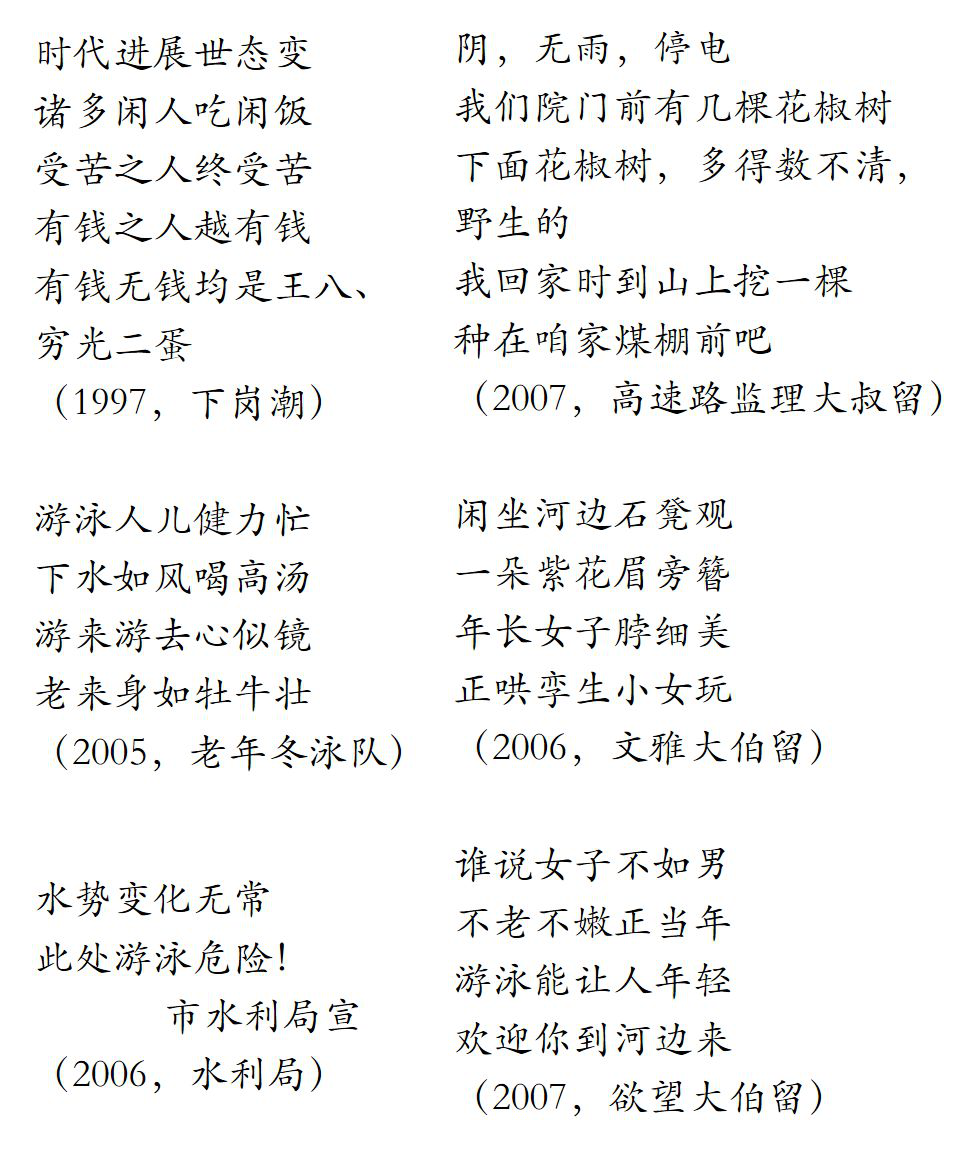 时代进展世态变
诸多闲人吃闲饭
受苦之人终受苦
有钱之人越有钱
有钱无钱均是王八、
穷光二蛋
（1997，下岗潮）
游泳人儿健力忙
下水如风喝高汤
游来游去心似镜
老来身如牡牛壮
（2005，老年冬泳队）
水势变化无常
此处游泳危险！
市水利局宣
（2006，水利局）
阴，无雨，停电
我们院门前有几棵花椒树
下面花椒树，多得数不清，
野生的
我回家时到山上挖一棵
种在咱家煤棚前吧
（2007，高速路监理大叔留）
闲坐河边石凳观
一朵紫花眉旁簪
年长女子脖细美
正哄孪生小女玩
（2006，文雅大伯留）
谁说女子不如男
不老不嫩正当年
游泳能让人年轻
欢迎你到河边来
（2007，欲望大伯留）